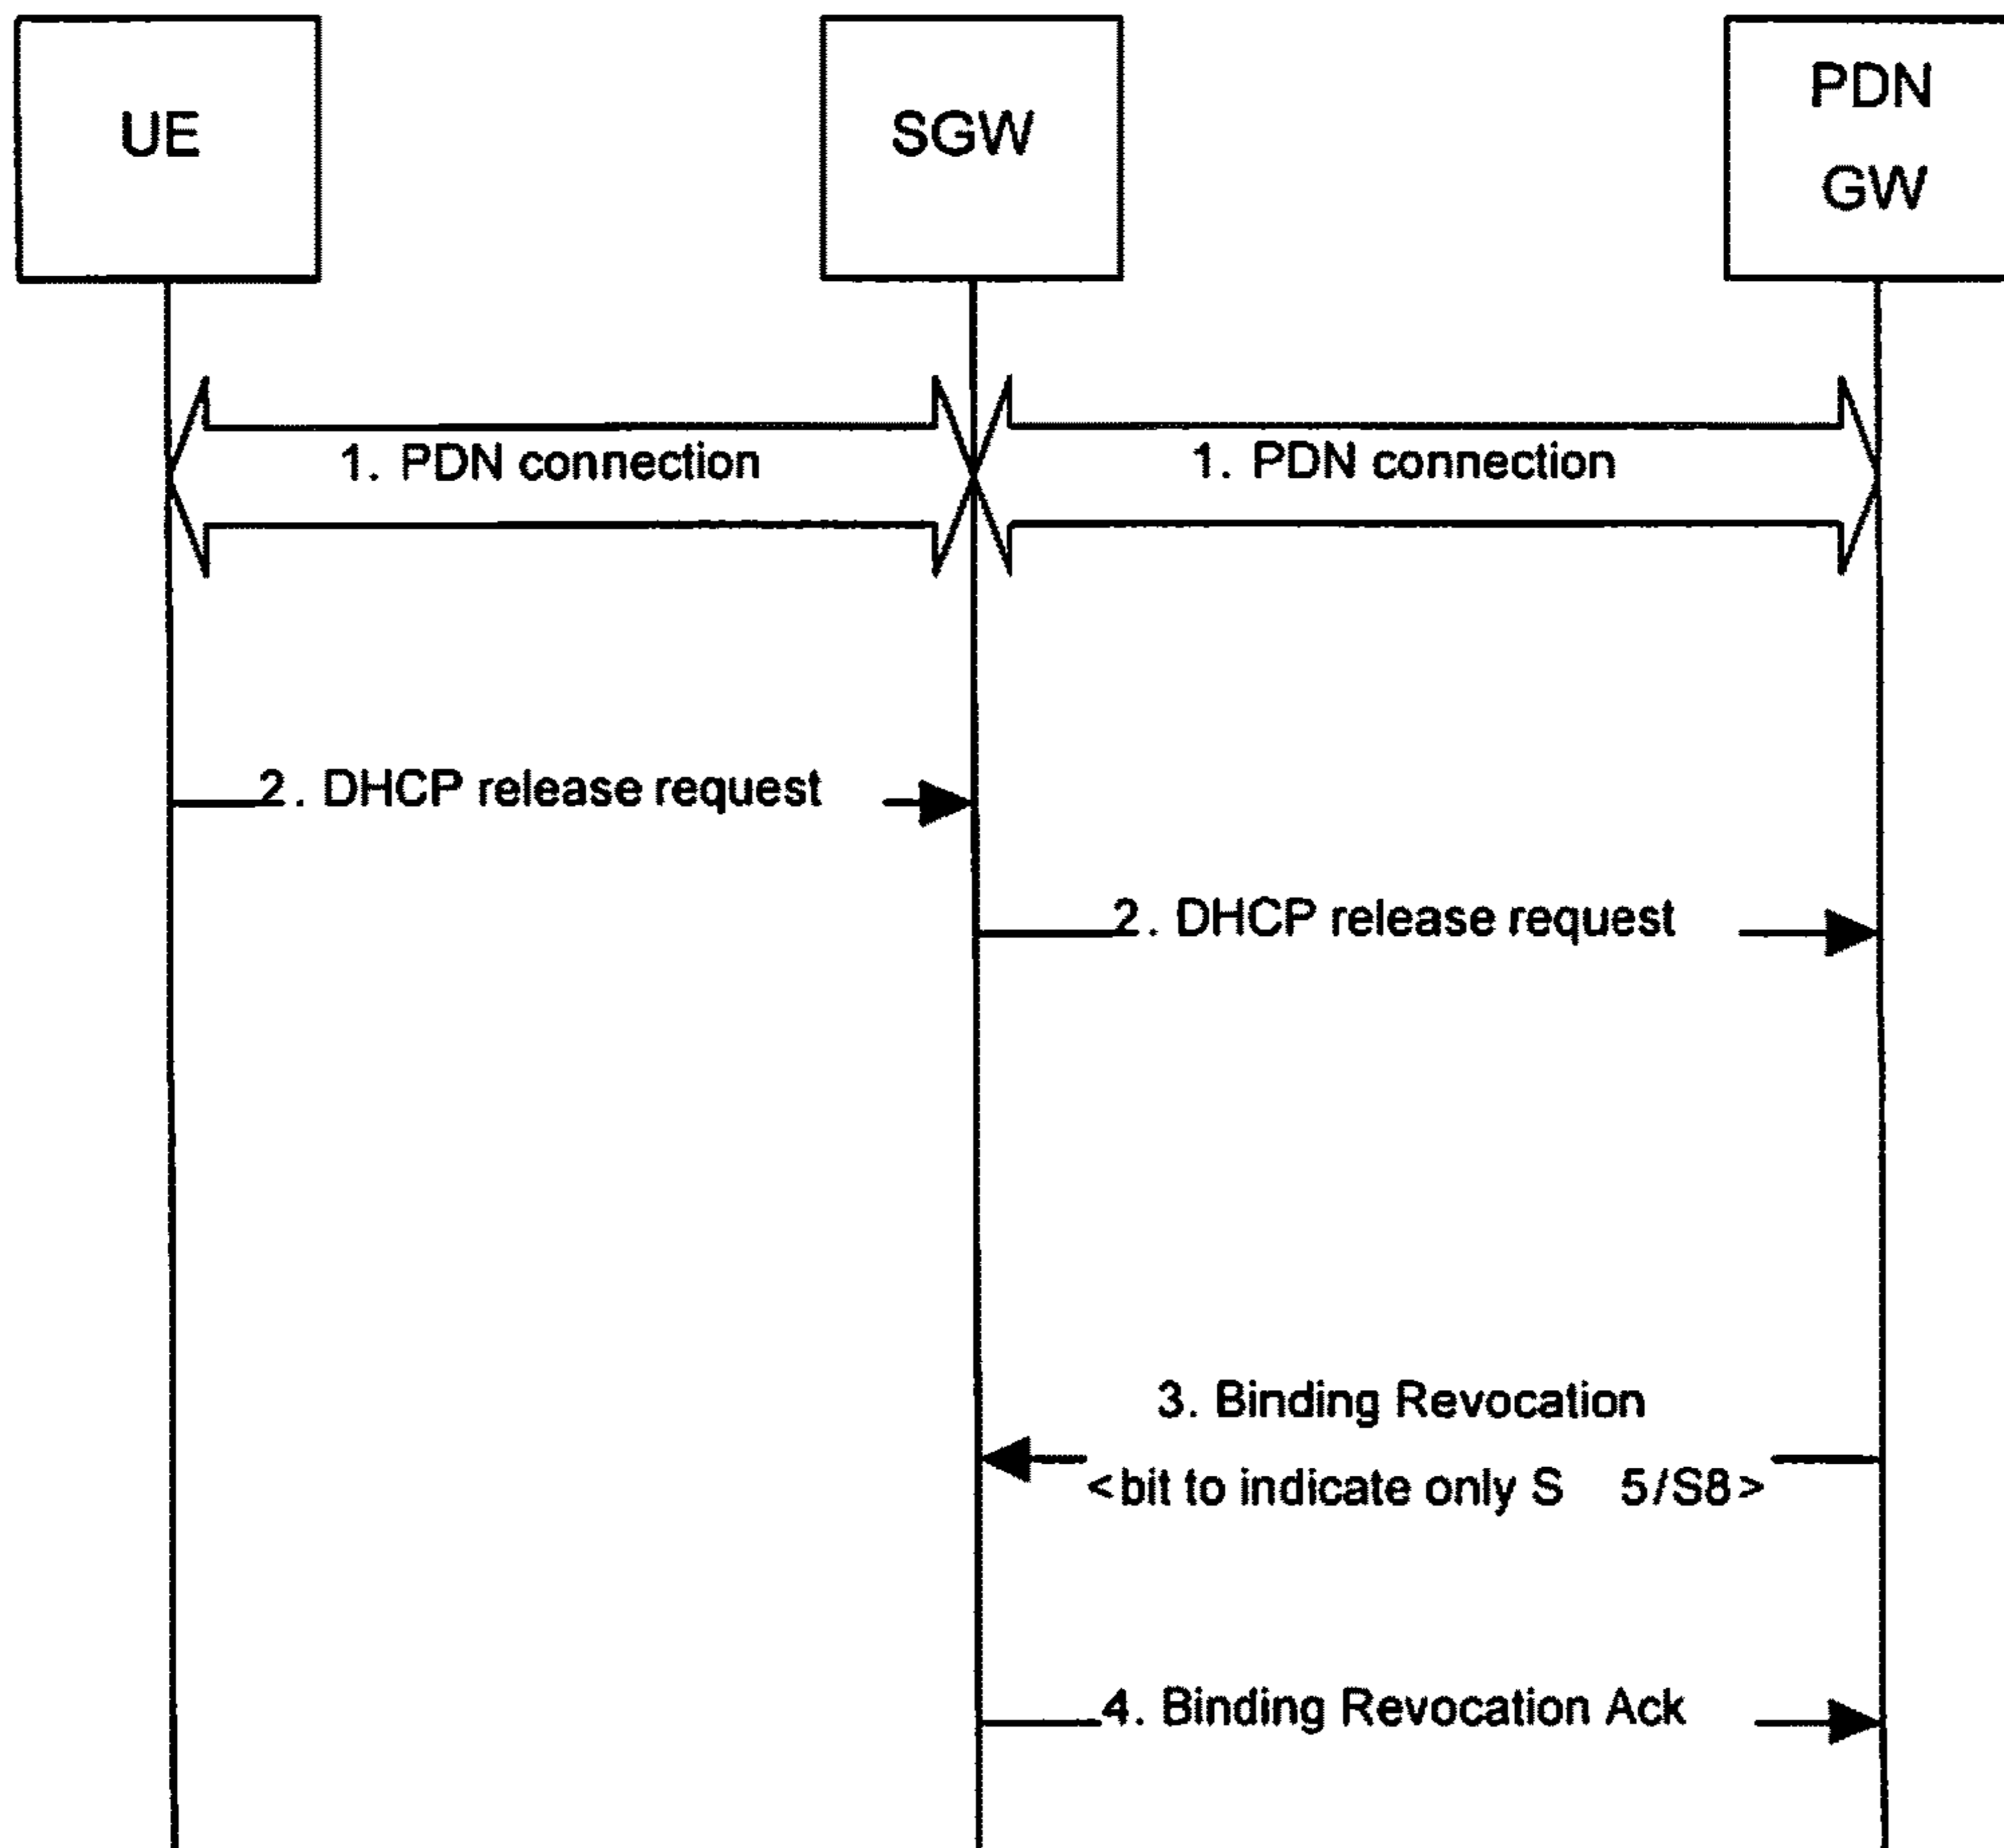 UE
SGW
PDN
GW
1. PDN connection
1. PDN connection
2. DHCP release request
2. DHCP release request
3. Binding Revocation
<bit to indicate only S 5/S8>
4. Binding Revocation Ack